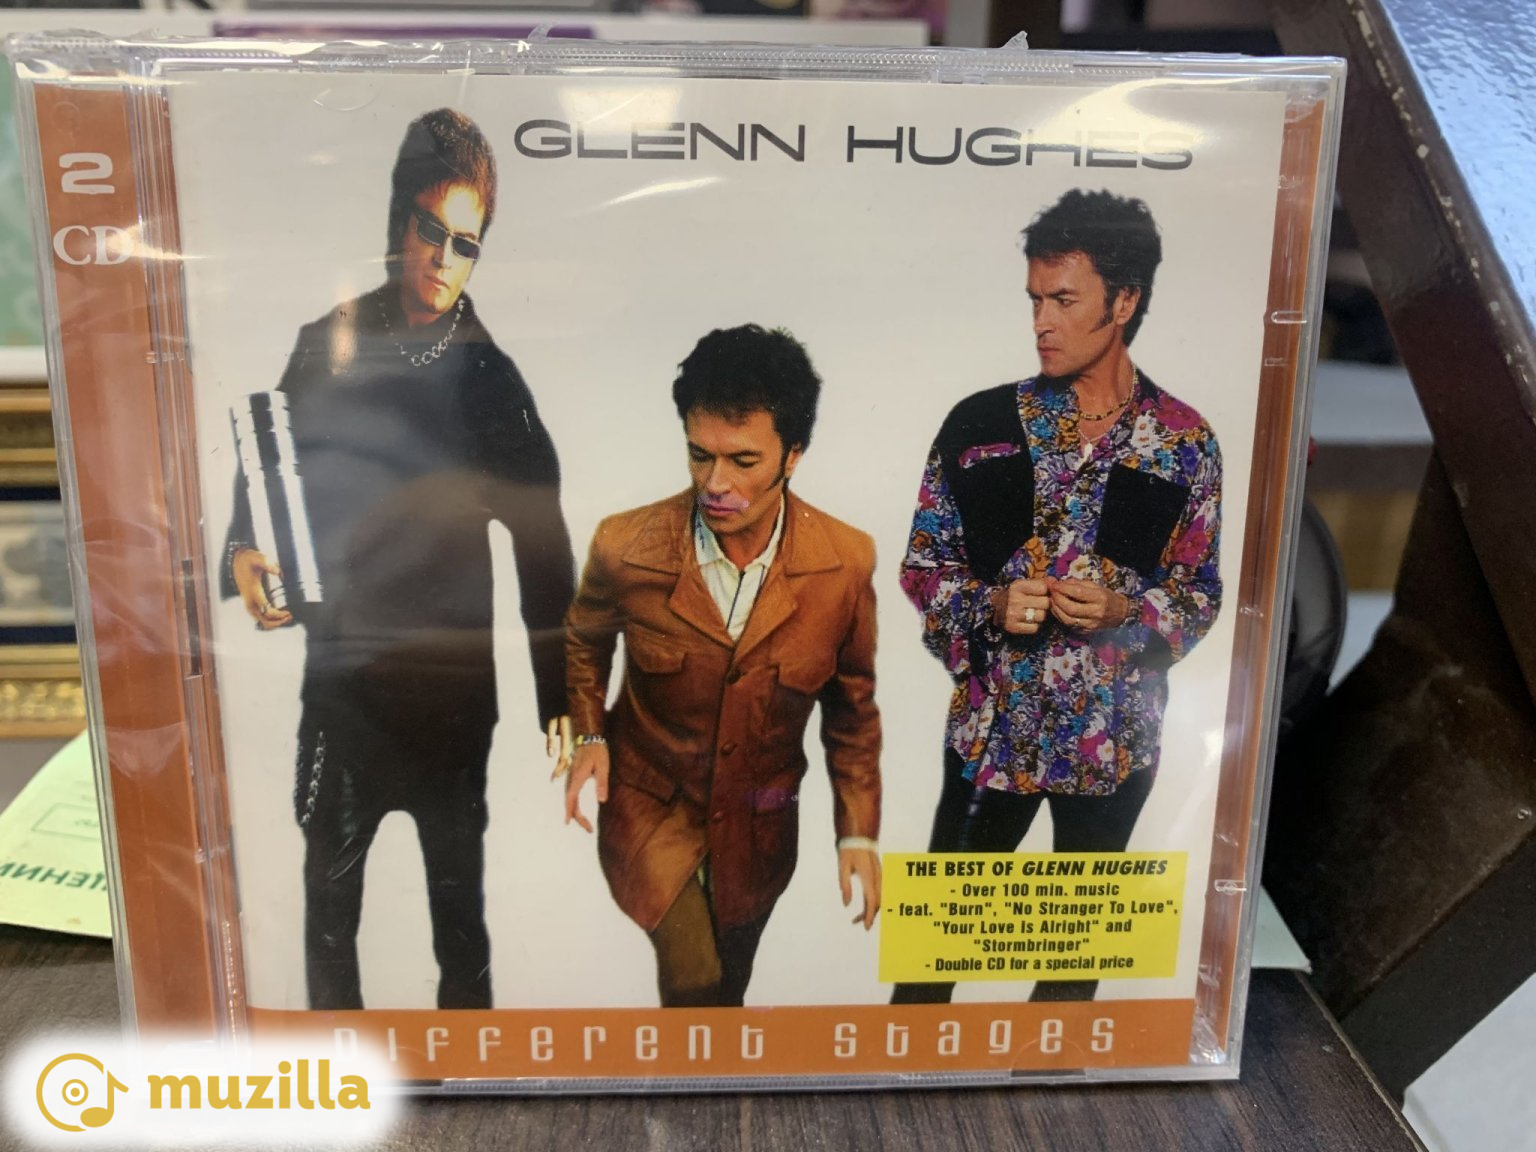 GLENN HUGHES
2
CD
THE BEST OF GLENN HUGHES
- Over 100 min. music
- feat. "Burn", "No Stranger To Love",
"Your Love Is Alright" and
"Stormbringer"
- Double CD for a special price
Different Stages
muzilla